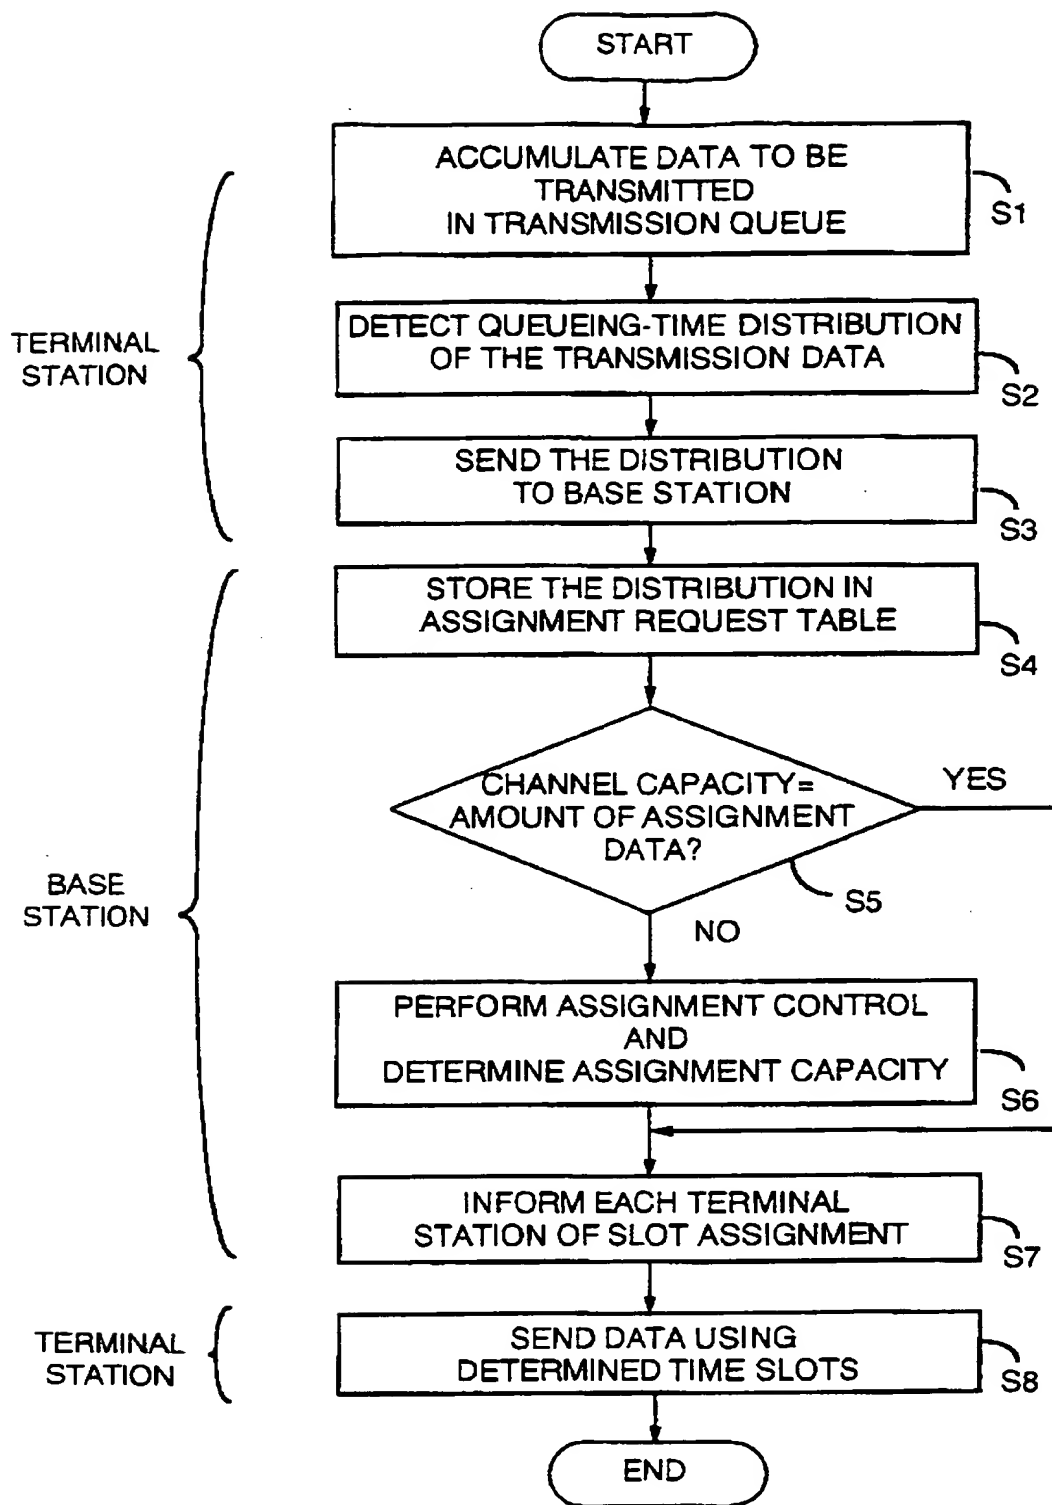 START
ACCUMULATE DATA TO BE
TRANSMITTED
IN TRANSMISSION QUEUE
S1
DETECT QUEUEING-TIME DISTRIBUTION
OF THE TRANSMISSION DATA
S2
TERMINAL
STATION
SEND THE DISTRIBUTION
TO BASE STATION
S3
STORE THE DISTRIBUTION IN
ASSIGNMENT REQUEST TABLE
S4
CHANNEL CAPACITY=
AMOUNT OF ASSIGNMENT
DATA?
YES
S5
NO
BASE
STATION
PERFORM ASSIGNMENT CONTROL
AND
DETERMINE ASSIGNMENT CAPACITY
S6
INFORM EACH TERMINAL
STATION OF SLOT ASSIGNMENT
S7
TERMINAL
STATION
SEND DATA USING
DETERMINED TIME SLOTS
S8
END